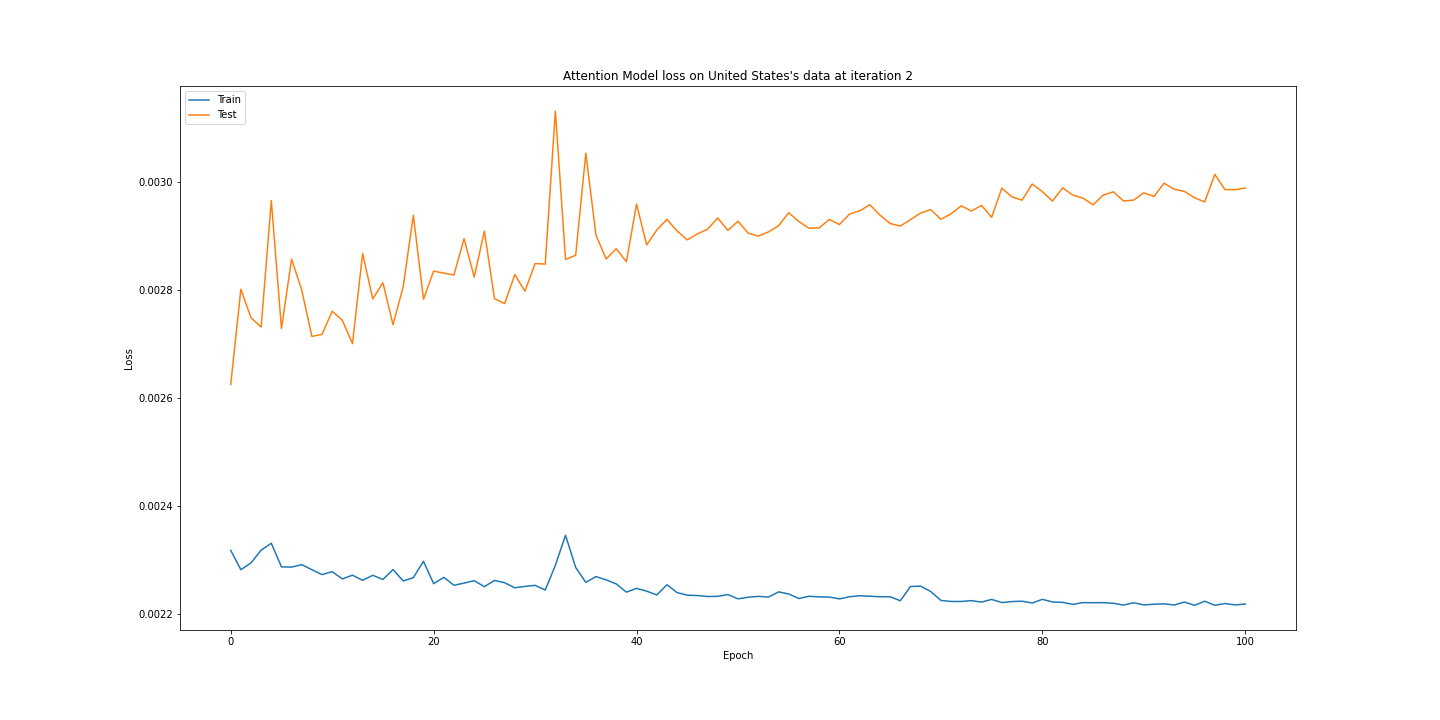 Attention Model loss on United States's data at iteration 2
Train
Test
0.0030
0.0028
0.0026
0.0024
0.0022
Loss
0
20
40
60
80
100
Epoch